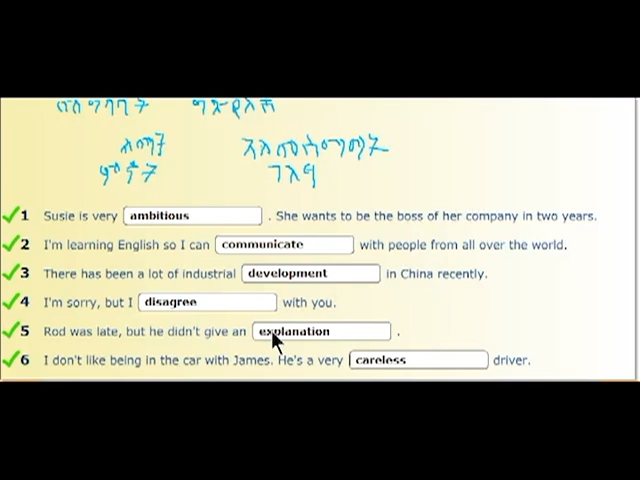 አለመስማማት
1 Susie is very ambitious . She wants to be the boss of her company in two years.
2 I'm learning English so I can communicate with people from all over the world.
3 There has been a lot of industrial development in China recently.
4 I'm sorry, but I disagree with you.
5 Rod was late, but he didn't give an explanation .
6 I don't like being in the car with James. He's a very careless driver.